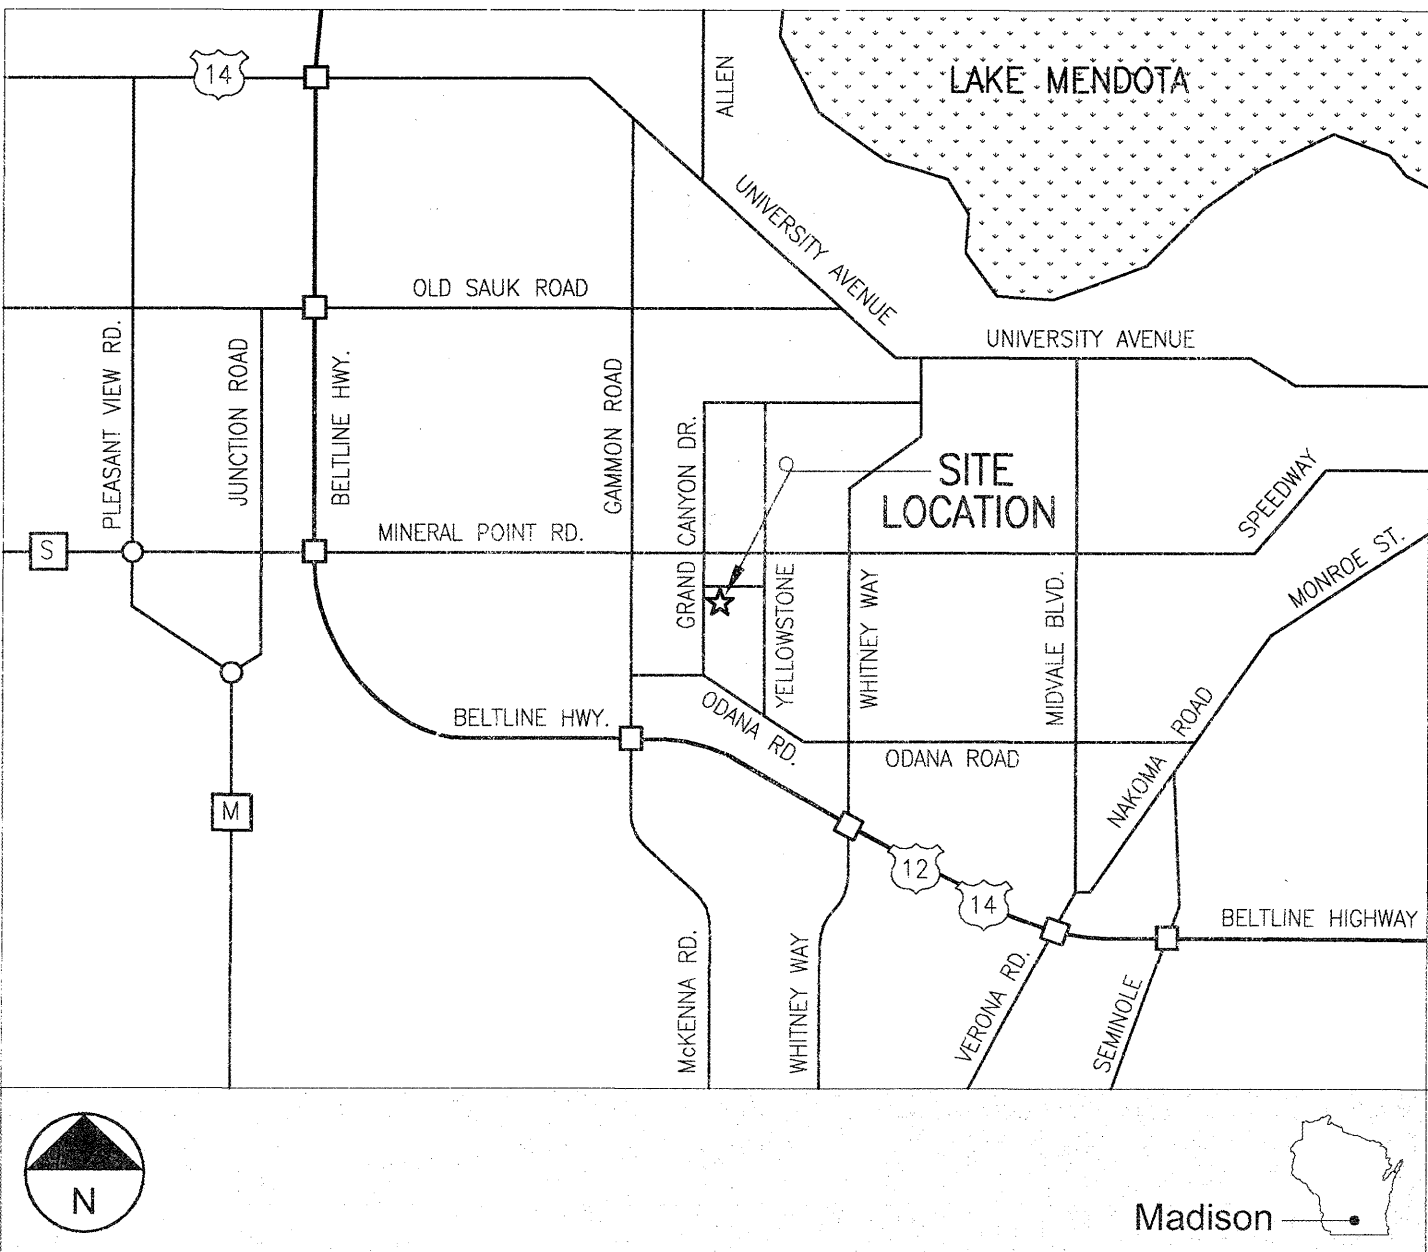 14
ALLEN
LAKE MENDOTA
UNIVERSITY AVENUE
OLD SAUK ROAD
UNIVERSITY AVENUE
PLEASANT VIEW RD.
JUNCTION ROAD
BELTLINE HWY.
GAMMON ROAD
GRAND CANYON DR.
SITE
LOCATION
SPEEDWAY
MINERAL POINT RD.
S
MONROE ST.
YELLOWSTONE
WHITNEY WAY
MIDVALE BLVD.
BELTLINE HWY.
ODANA RD.
ODANA ROAD
NAKOMA ROAD
M
12
14
BELTLINE HIGHWAY
McKENNA RD.
WHITNEY WAY
VERONA RD.
SEMINOLE
N
Madison